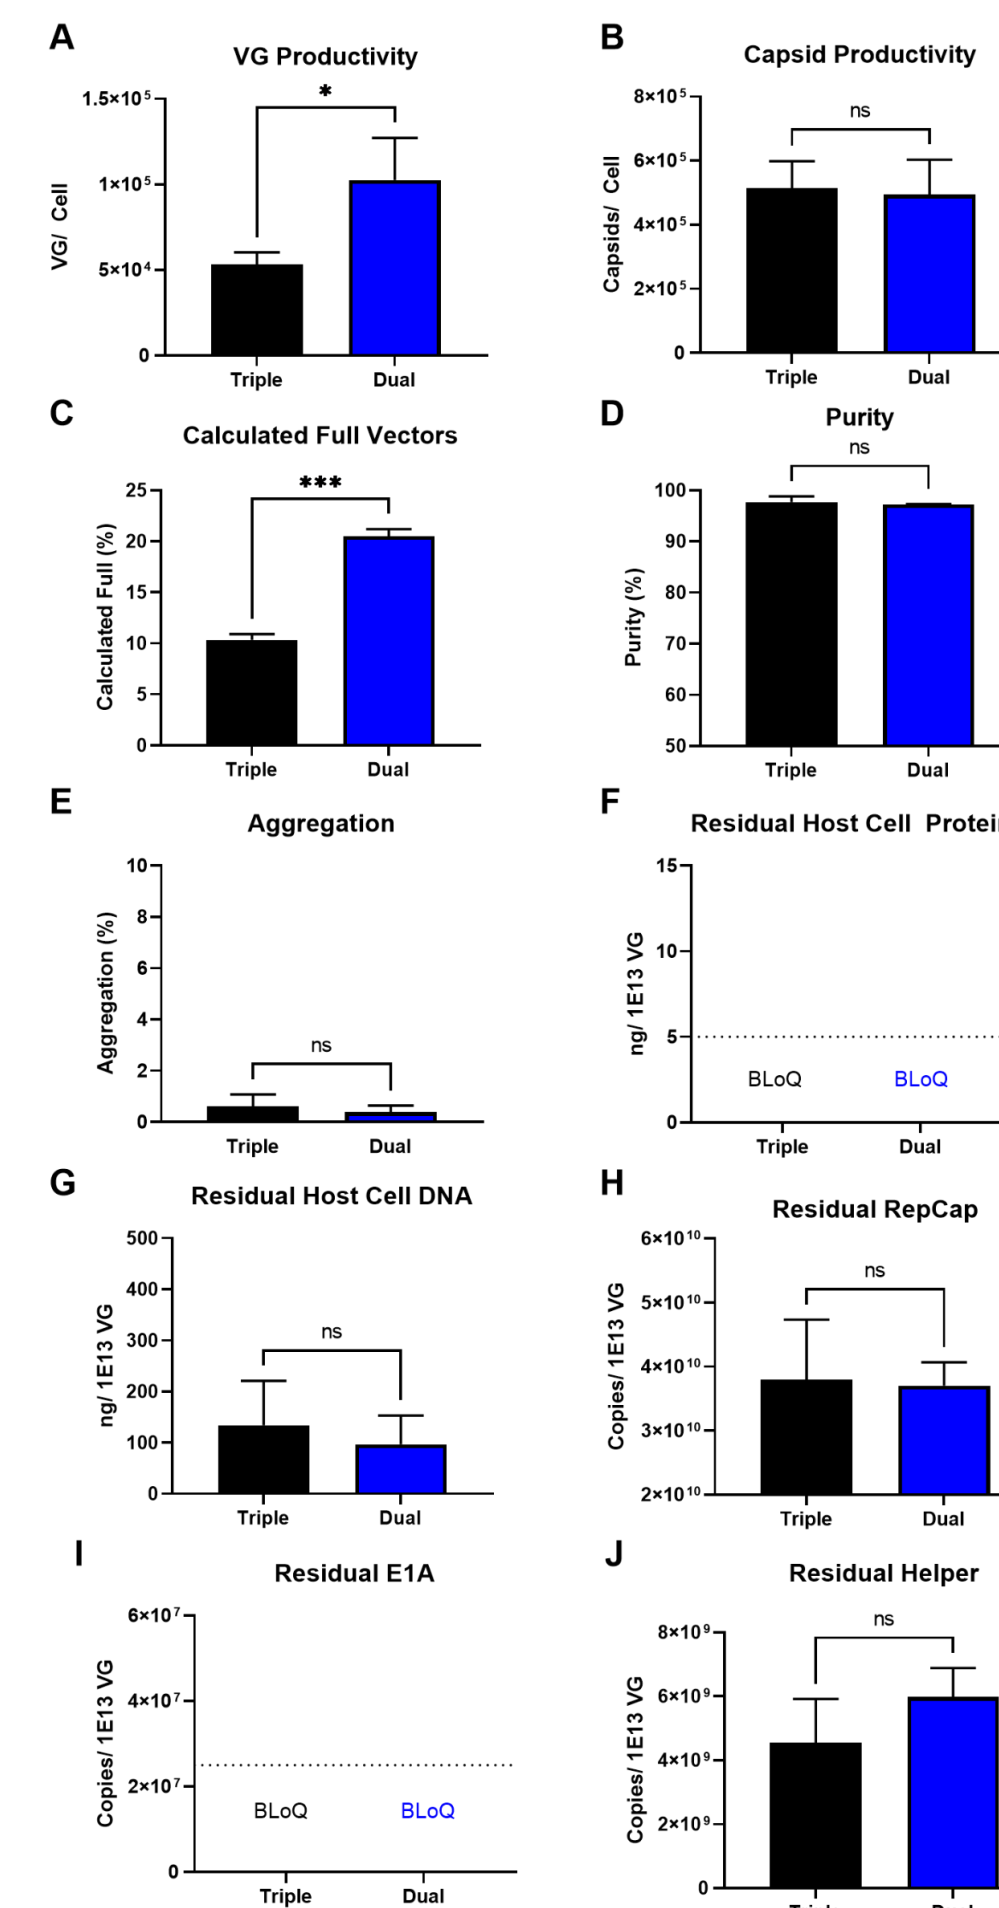 A
VG Productivity
*
1.5×10⁵
1×10⁵
5×10⁴
0
VG/ Cell
Triple
Dual
B
Capsid Productivity
ns
8×10⁵
6×10⁵
4×10⁵
2×10⁵
0
Capsids/ Cell
Triple
Dual
C
Calculated Full Vectors
***
25
20
15
10
5
0
Calculated Full (%)
Triple
Dual
D
Purity
ns
100
90
80
70
60
50
Purity (%)
Triple
Dual
E
Aggregation
10
8
6
4
2
0
Aggregation (%)
ns
Triple
Dual
F
Residual Host Cell
15
10
5
0
ng/ 1E13 VG
BLoQ
BLoQ
Triple
Dual
G
Residual Host Cell DNA
500
400
300
200
100
0
ng/ 1E13 VG
ns
Triple
Dual
H
Residual RepCap
6×10¹⁰
5×10¹⁰
4×10¹⁰
3×10¹⁰
2×10¹⁰
Copies/ 1E13 VG
ns
Triple
Dual
I
Residual E1A
6×10⁷
4×10⁷
2×10⁷
0
Copies/ 1E13 VG
BLoQ
BLoQ
Triple
Dual
J
Residual Helper
ns
8×10⁹
6×10⁹
4×10⁹
2×10⁹
0
Copies/ 1E13 VG